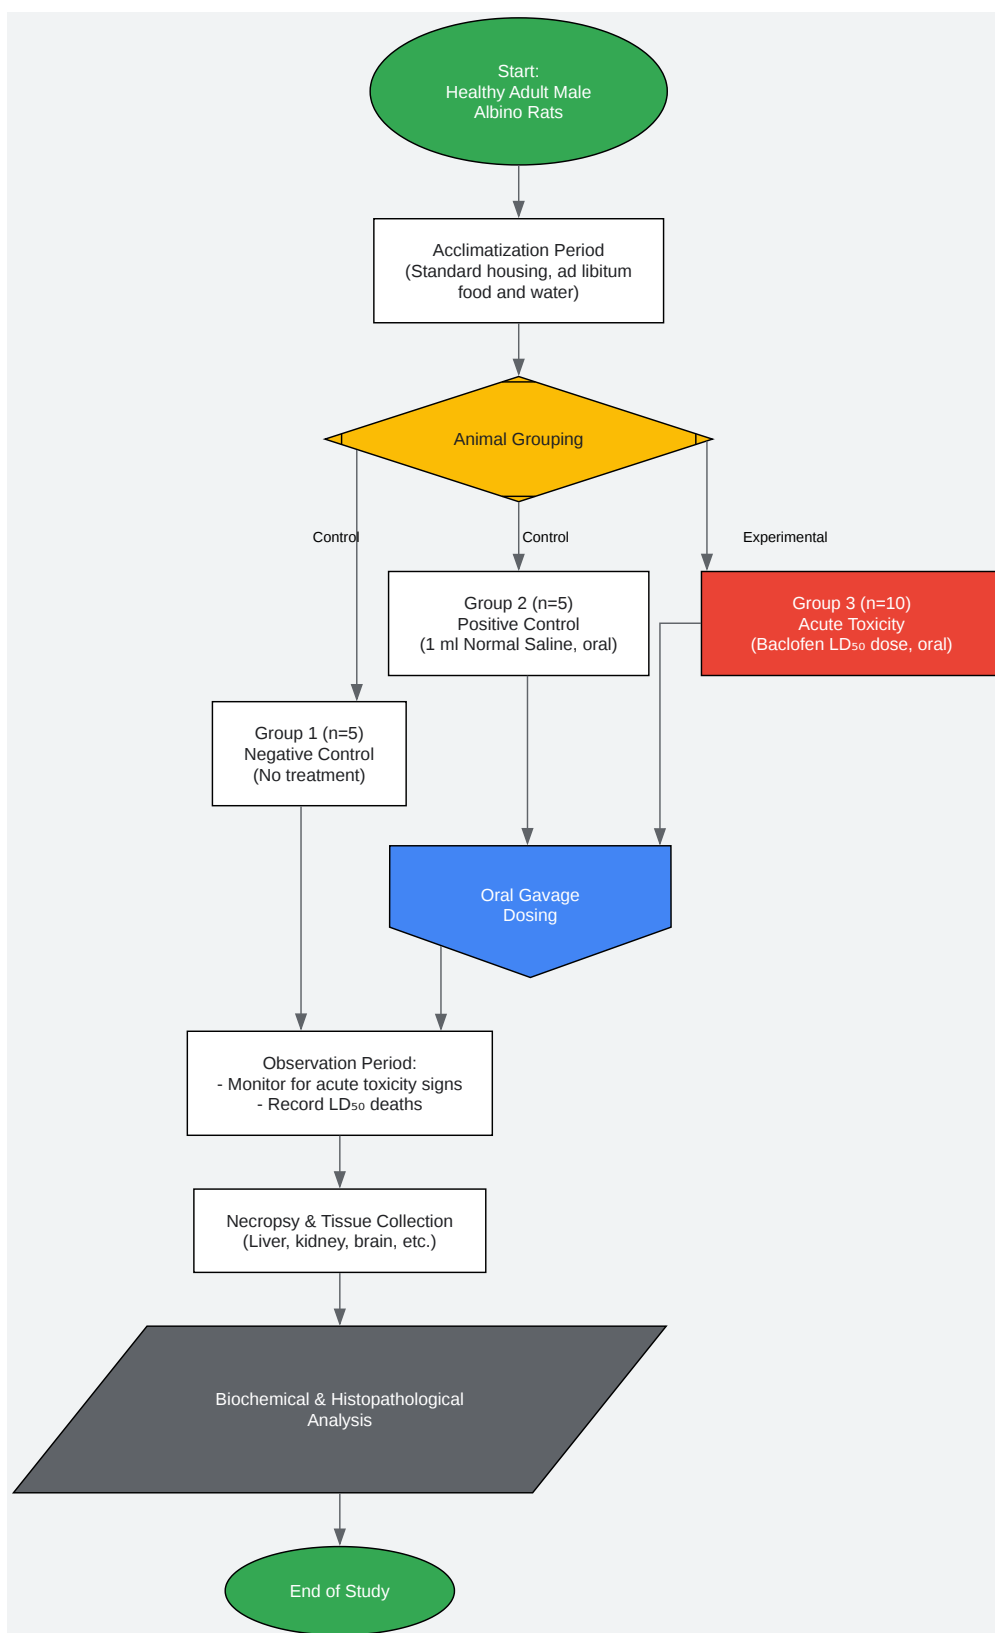 Start:
Healthy Adult Male
Albino Rats
Acclimatization Period
(Standard housing, ad libitum
food and water)
Animal Grouping
Control
Control
Experimental
Group 2 (n=5)
Positive Control
(1 ml Normal Saline, oral)
Group 3 (n=10)
Acute Toxicity
(Baclofen LD₅₀ dose, oral)
Group 1 (n=5)
Negative Control
(No treatment)
Oral Gavage
Dosing
Observation Period:
- Monitor for acute toxicity signs
- Record LD₅₀ deaths
Necropsy & Tissue Collection
(Liver, kidney, brain, etc.)
Biochemical & Histopathological
Analysis
End of Study